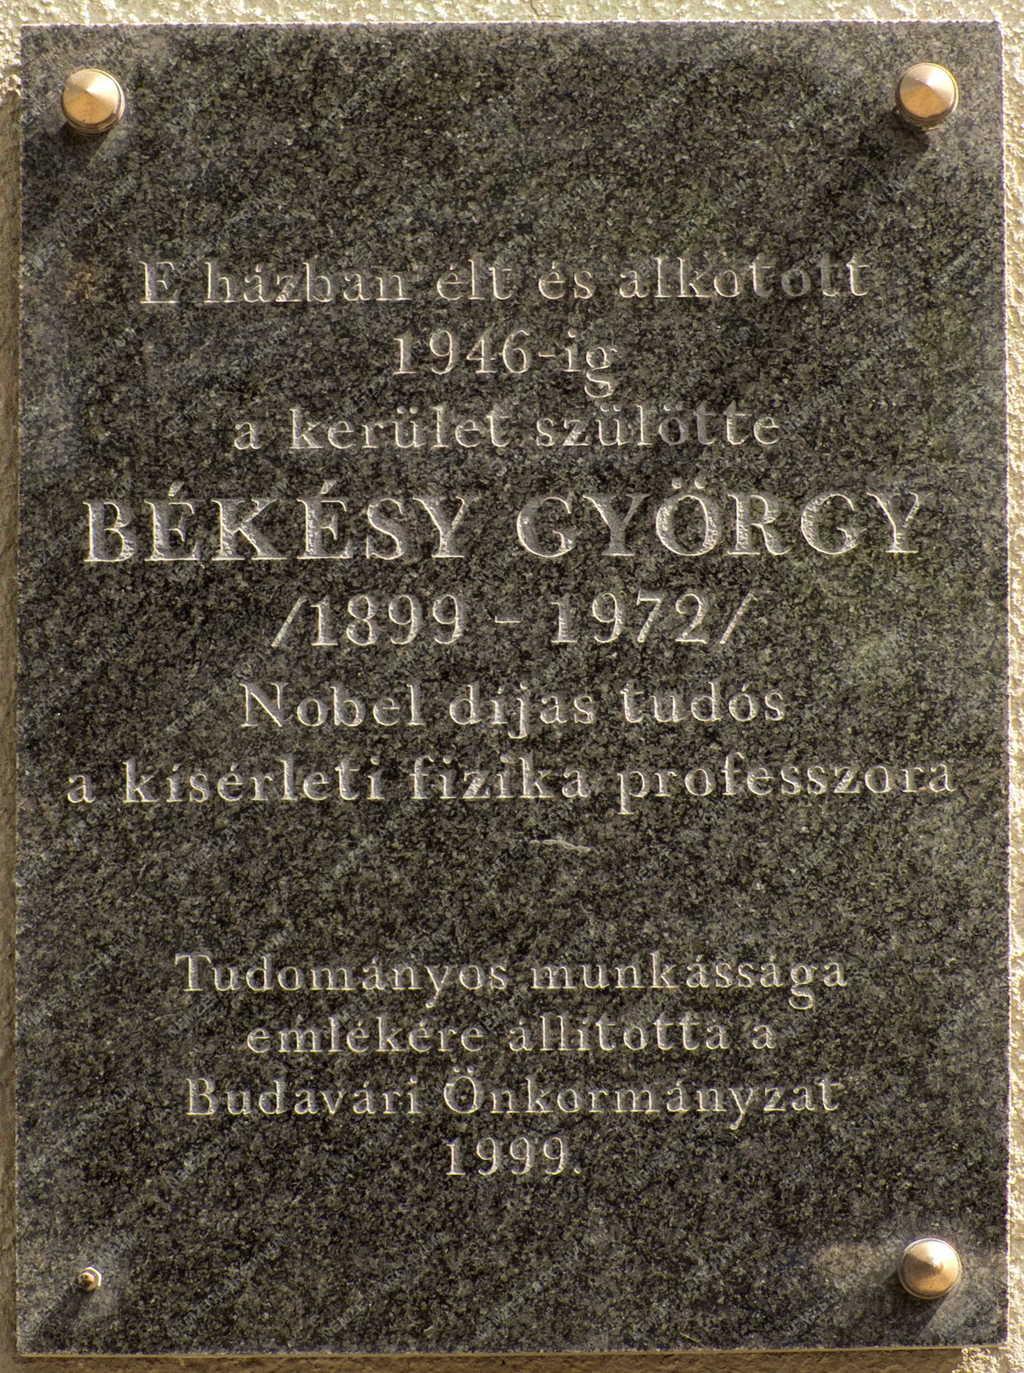 E házban élt és alkotott
1946-ig
a kerület szülötte
BÉKÉSY GYÖRGY
/1899 - 1972/
Nobel díjas tudós
a kísérleti fizika professzora
Tudományos munkássága
emlékére állította a
Budavári Önkormányzat
1999.